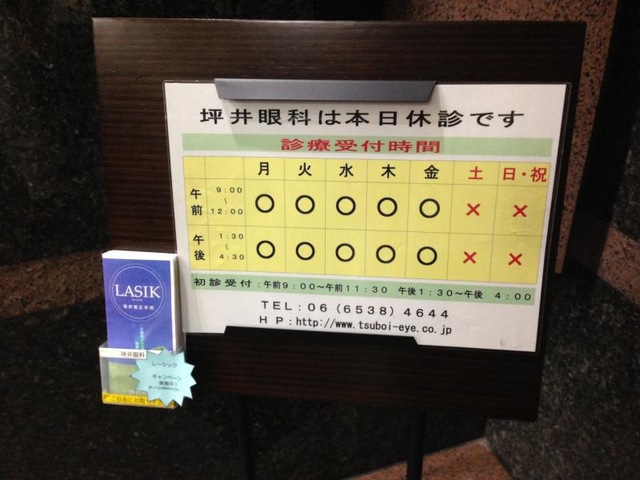 坪井眼科は本日休診です
診療受付時間
月 火 水 木 金 土 日・祝
午前 9:00～12:00 ○ ○ ○ ○ ○ × ×
午後 1:30～4:30 ○ ○ ○ ○ ○ × ×
初診受付：午前9：00～午前11：30 午後1：30～午後 4：00
TEL：06（6538）4644
HP：http://www.tsuboi-eye.co.jp
LASIK
坪井眼科
レーシック
キャンペーン
実施中！